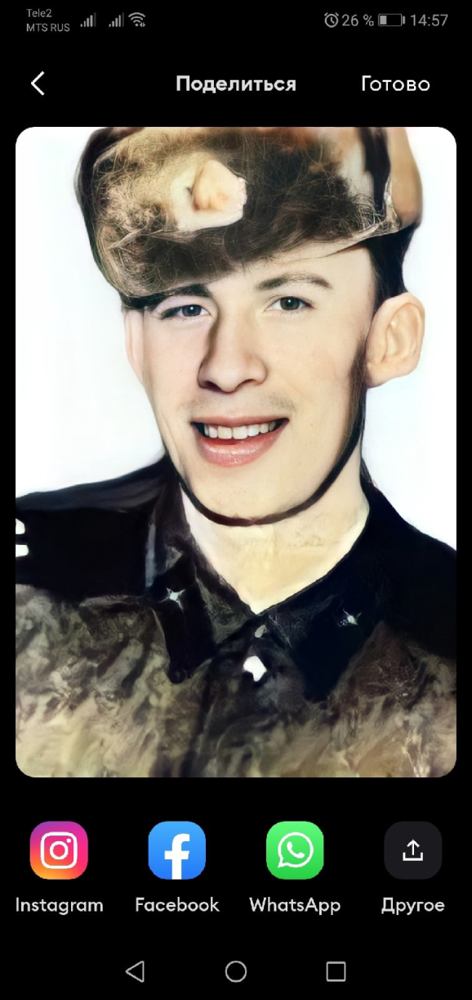 Tele2
MTS RUS
26 % 14:57
Поделиться
Готово
Instagram
Facebook
WhatsApp
Другое